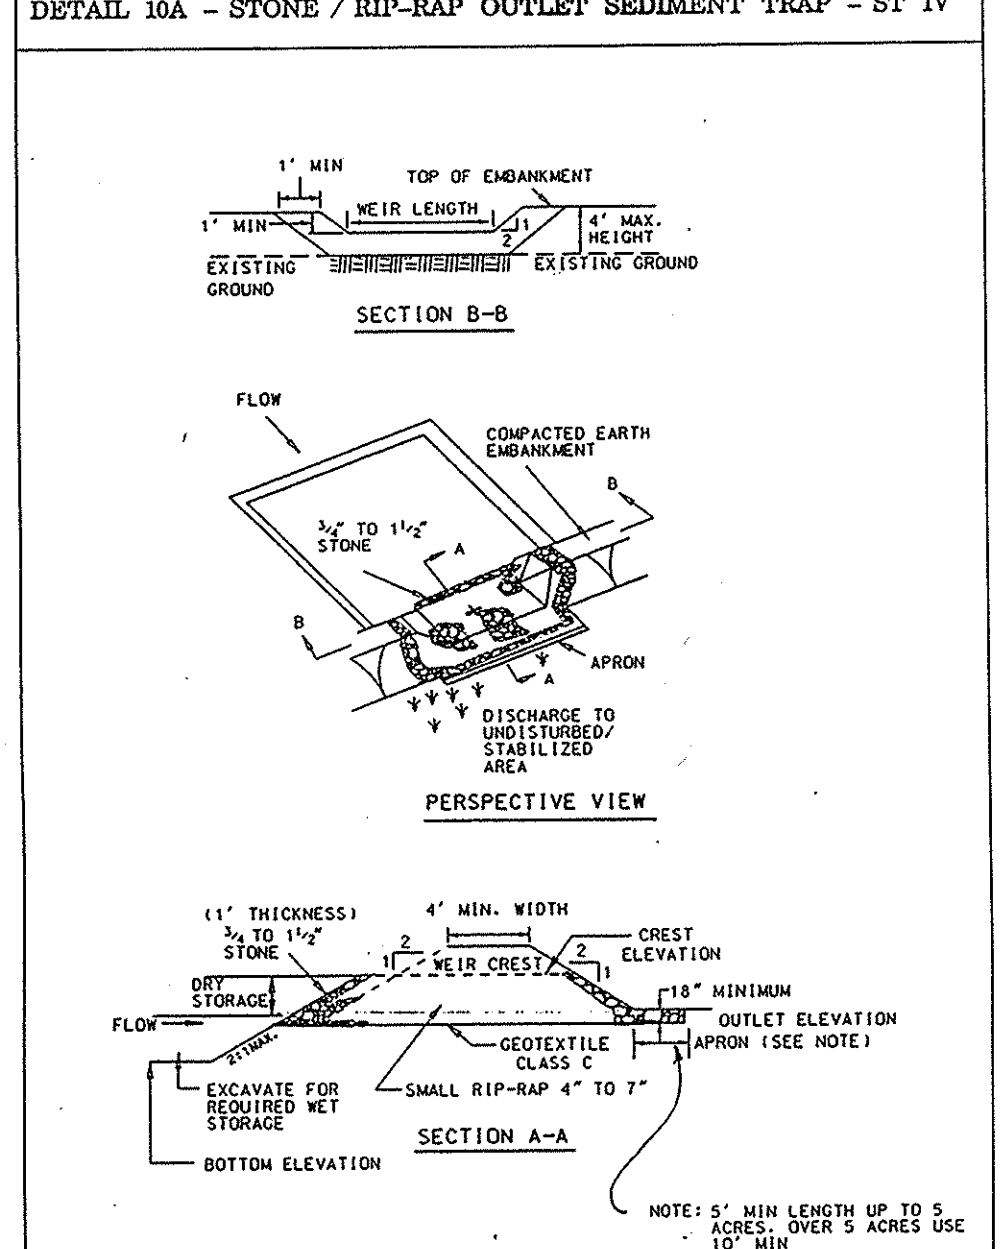 DETAIL 10A - STONE / RIP-RAP OUTLET SEDIMENT TRAP - ST IV
1' MIN
TOP OF EMBANKMENT
WEIR LENGTH
1' MIN
1
2
4' MAX.
HEIGHT
EXISTING
GROUND
EXISTING GROUND
SECTION B-B
FLOW
COMPACTED EARTH
EMBANKMENT
B
3/4" TO 1 1/2"
STONE
A
B
APRON
A
DISCHARGE TO
UNDISTURBED/
STABILIZED
AREA
PERSPECTIVE VIEW
(1' THICKNESS)
3/4 TO 1 1/2"
STONE
4' MIN. WIDTH
2
1
WEIR CREST
2
1
CREST
ELEVATION
DRY
STORAGE
18" MINIMUM
FLOW
OUTLET ELEVATION
2:1 MAX.
GEOTEXTILE
CLASS C
APRON (SEE NOTE)
EXCAVATE FOR
REQUIRED WET
STORAGE
SMALL RIP-RAP 4" TO 7"
SECTION A-A
BOTTOM ELEVATION
NOTE: 5' MIN LENGTH UP TO 5
ACRES. OVER 5 ACRES USE
10' MIN